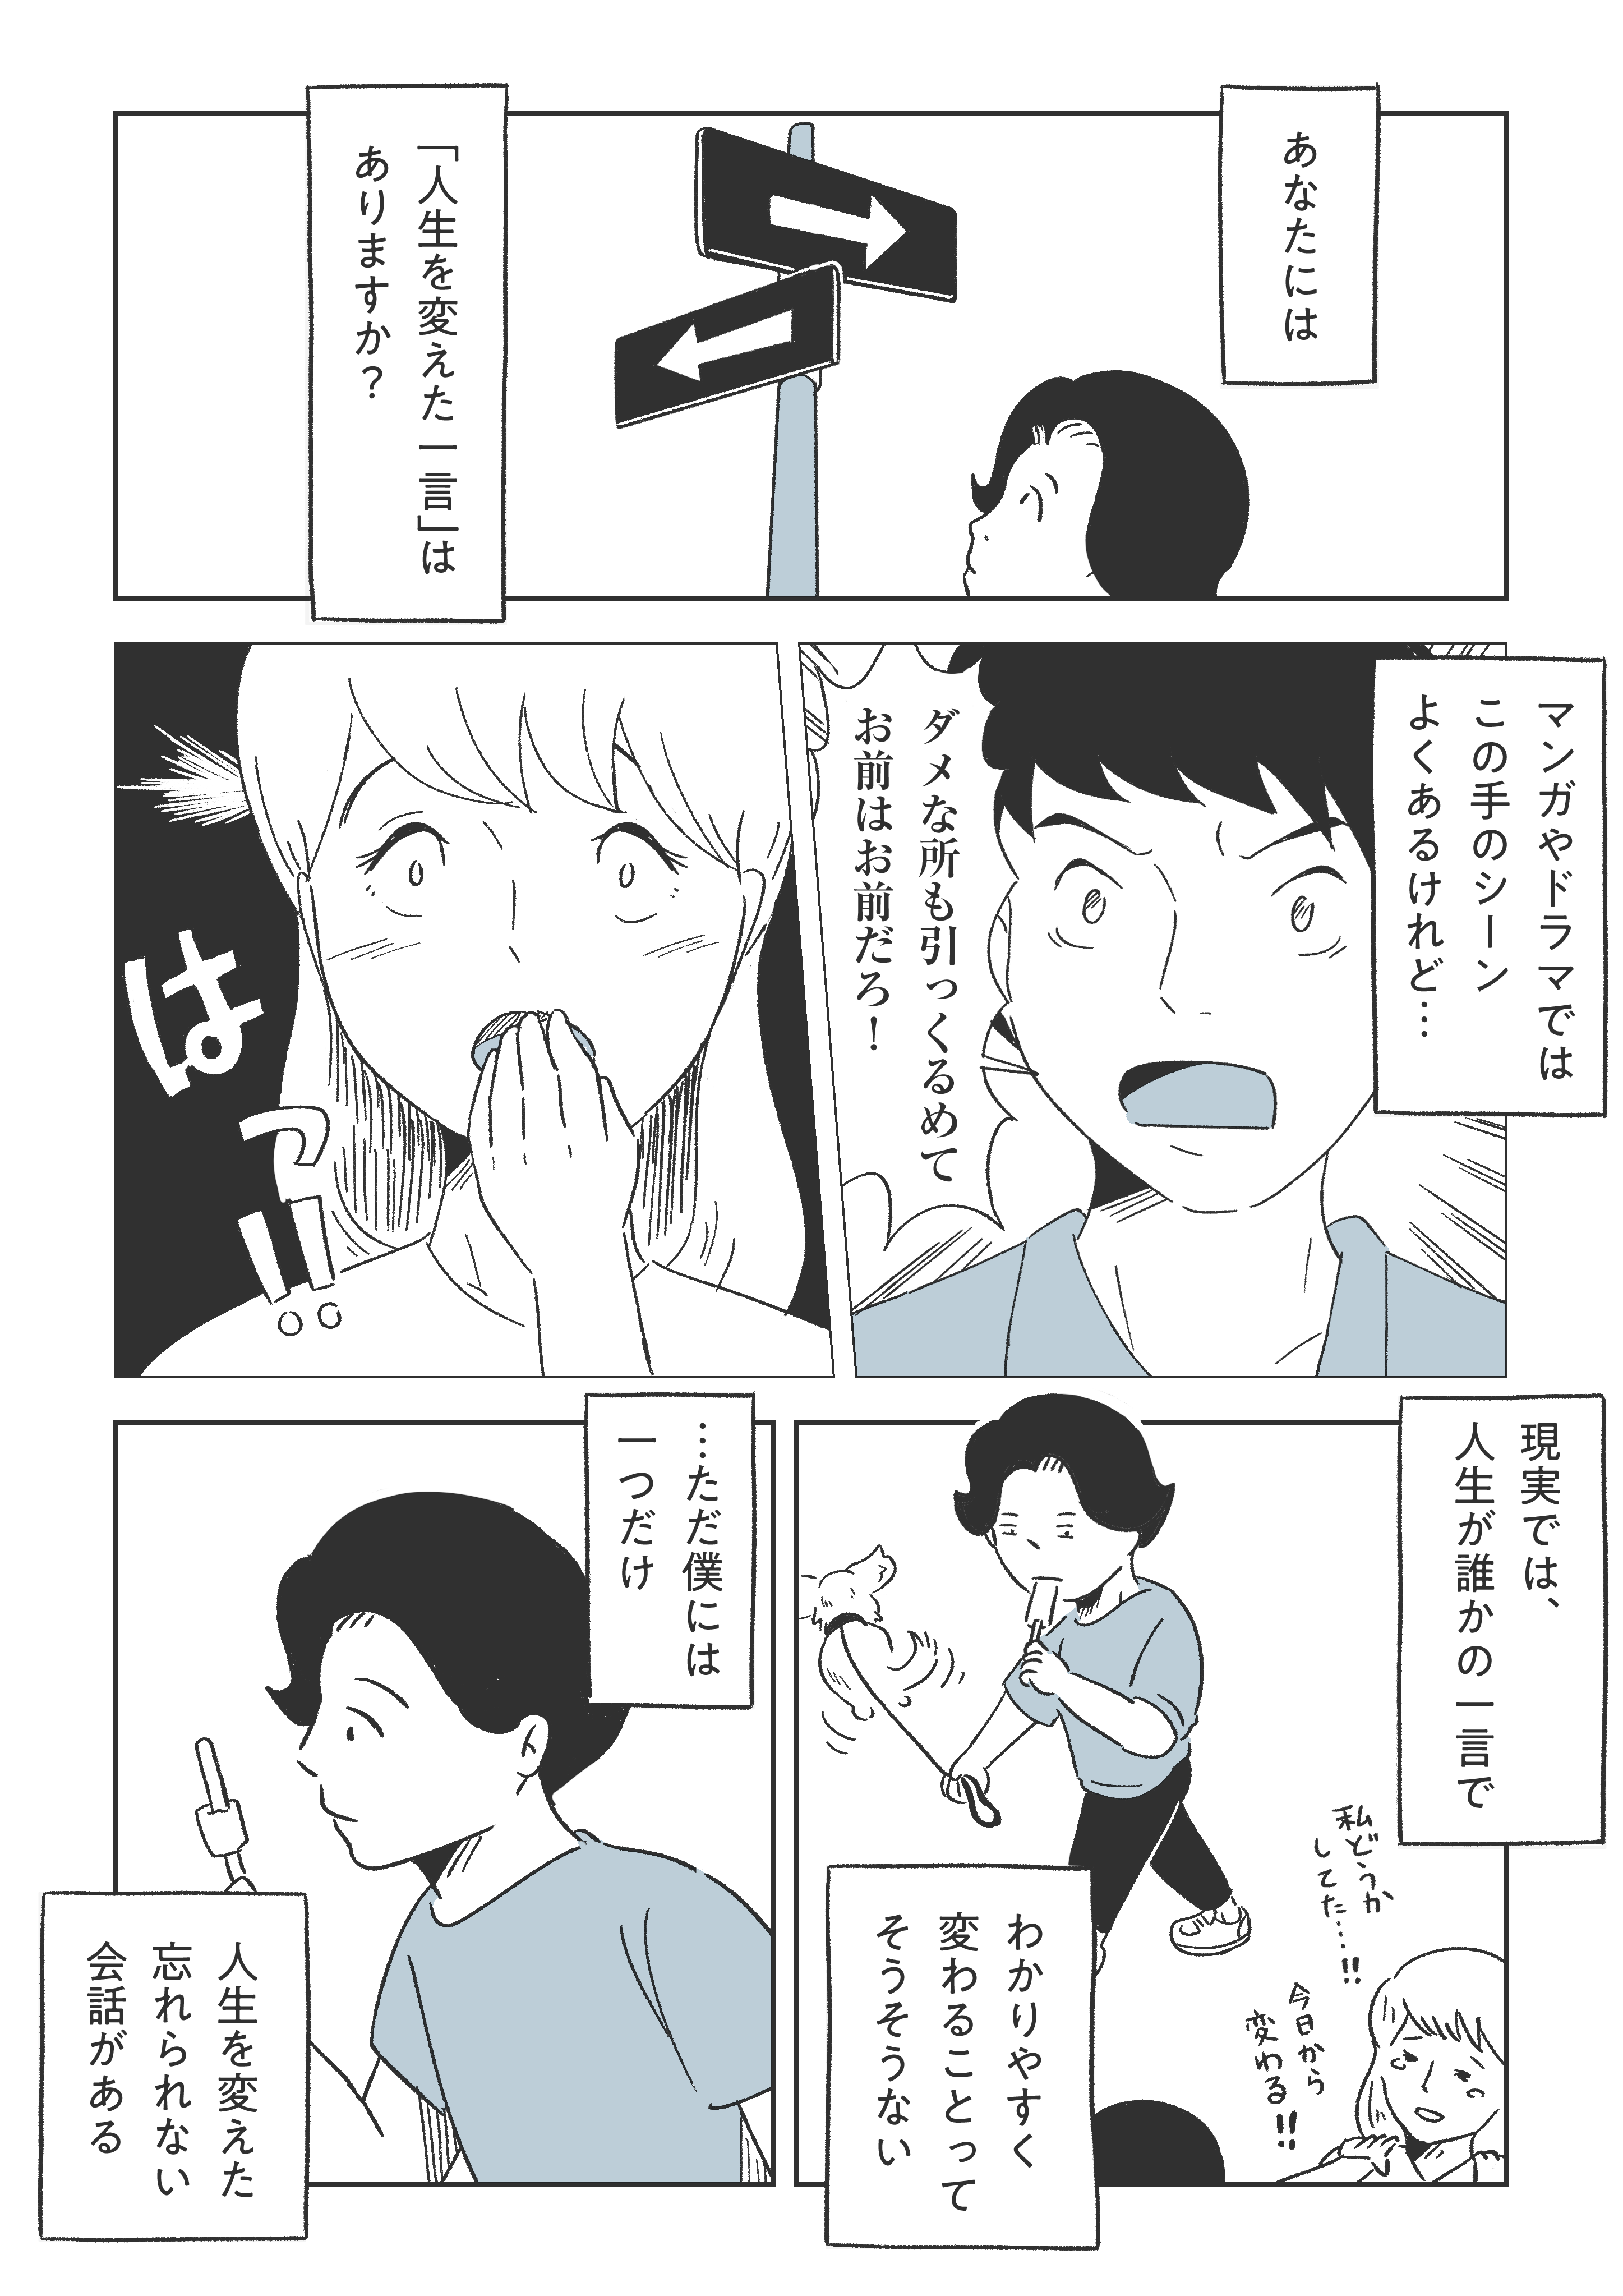 あなたには
「人生を変えた一言」は
ありますか？
マンガやドラマでは
この手のシーン
よくあるけれど…
ダメな所も引っくるめて
お前はお前だろ！
はっ!!
現実では、
人生が誰かの一言で
私どうか
してた…!!
今日から
変わる!!
わかりやすく
変わることって
そうそうない
…ただ僕には
一つだけ
人生を変えた
忘れられない
会話がある